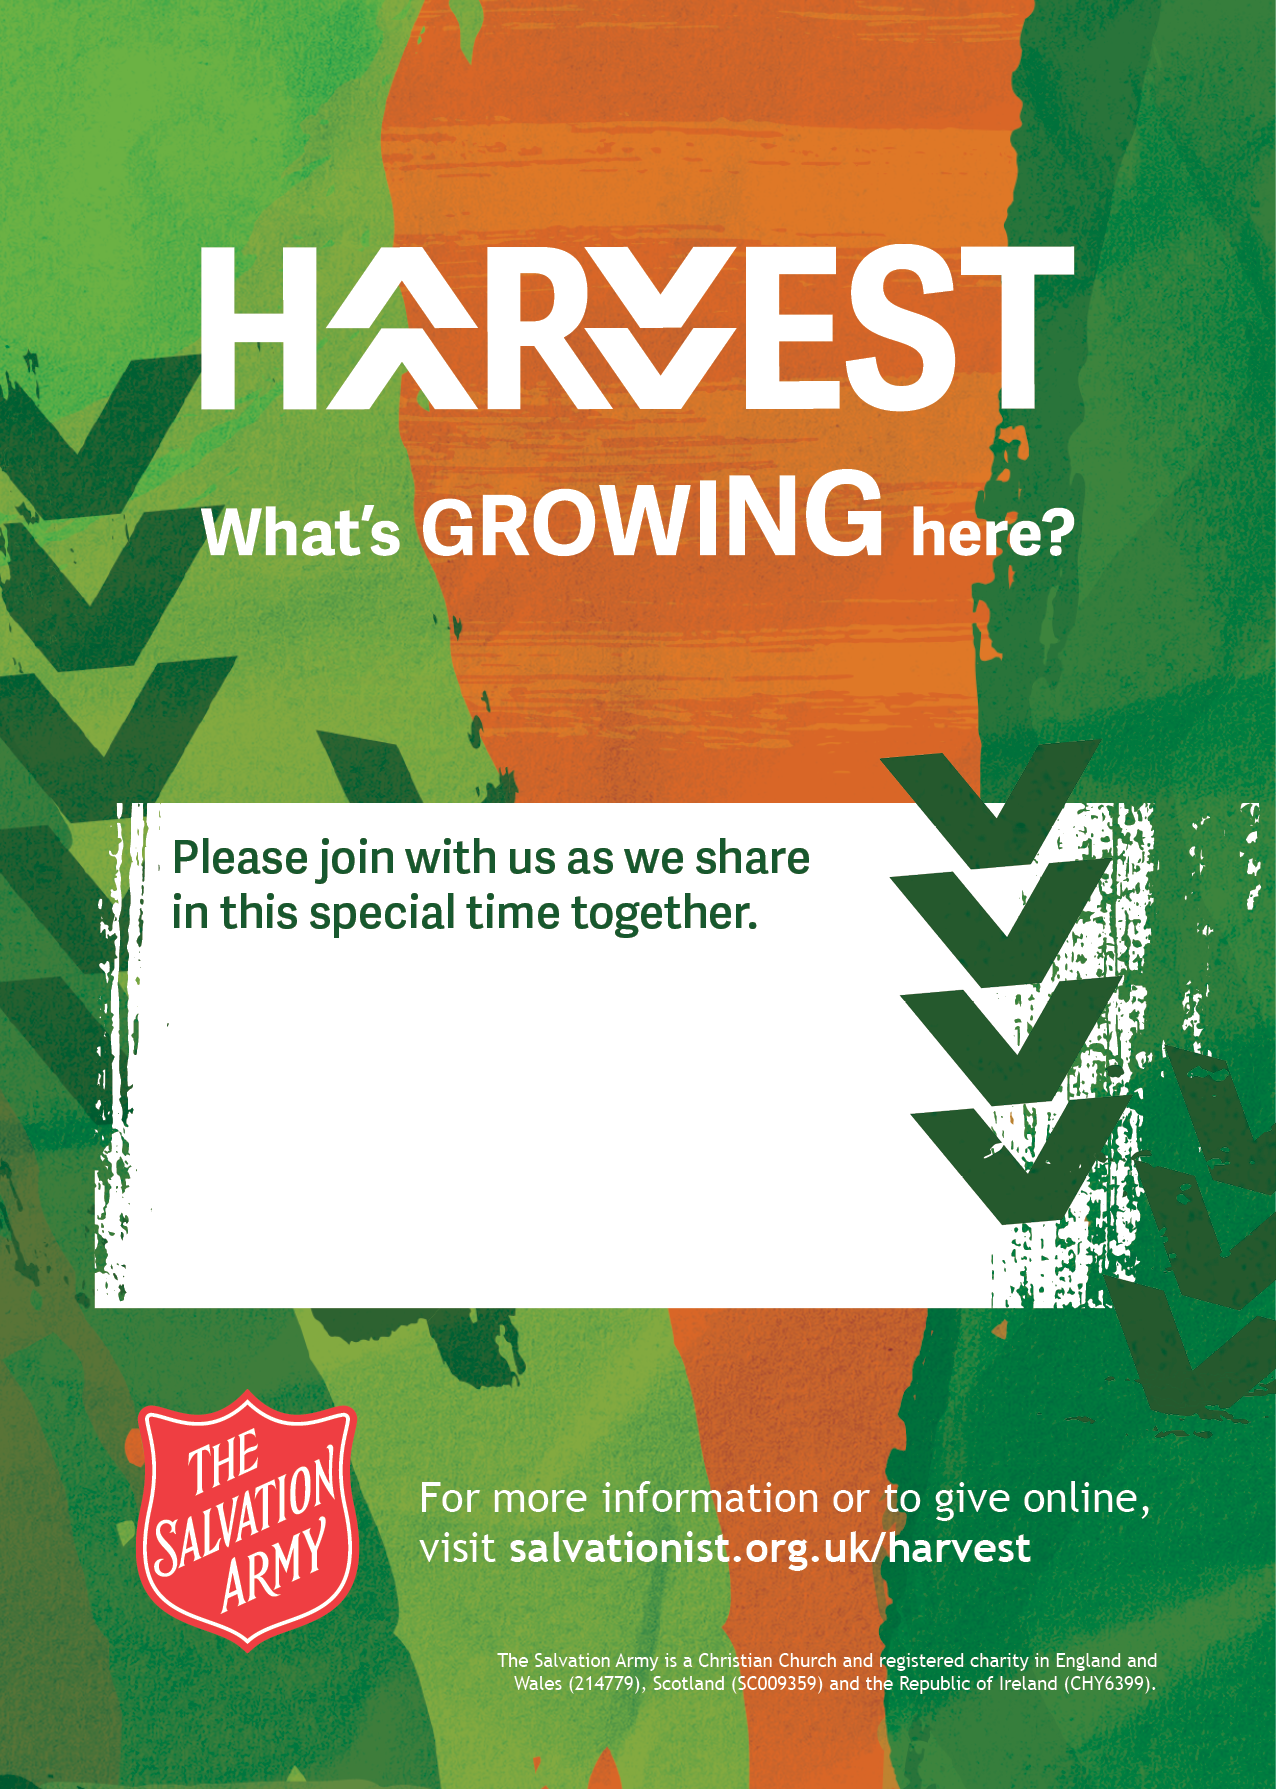 HARVEST
What's GROWING here?
Please join with us as we share
in this special time together.
THE
SALVATION
ARMY
For more information or to give online,
visit salvationist.org.uk/harvest
The Salvation Army is a Christian Church and registered charity in England and
Wales (214779), Scotland (SC009359) and the Republic of Ireland (CHY6399).